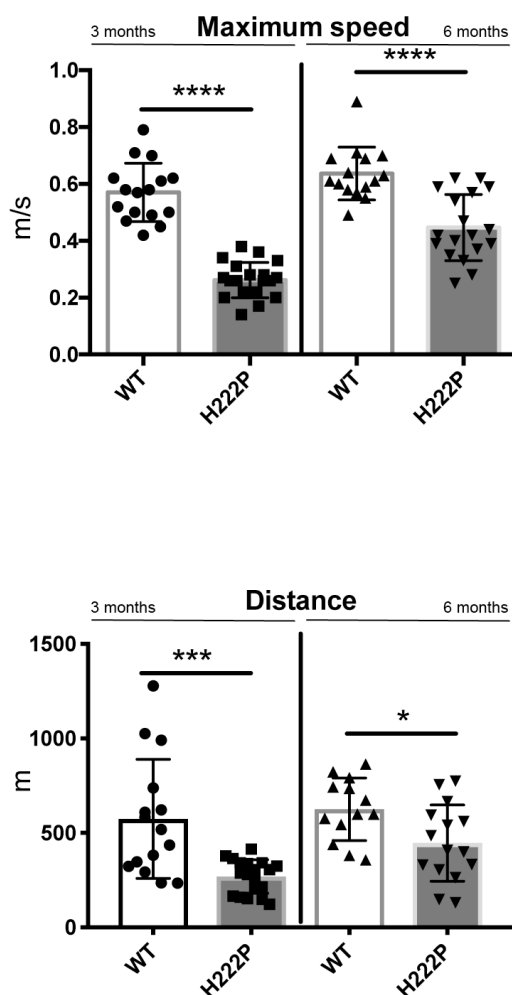 Maximum speed
3 months
6 months
****
****
1.0
0.8
0.6
0.4
0.2
0.0
m/s
WT
H222P
WT
H222P
Distance
3 months
6 months
***
*
1500
1000
500
0
m
WT
H222P
WT
H222P